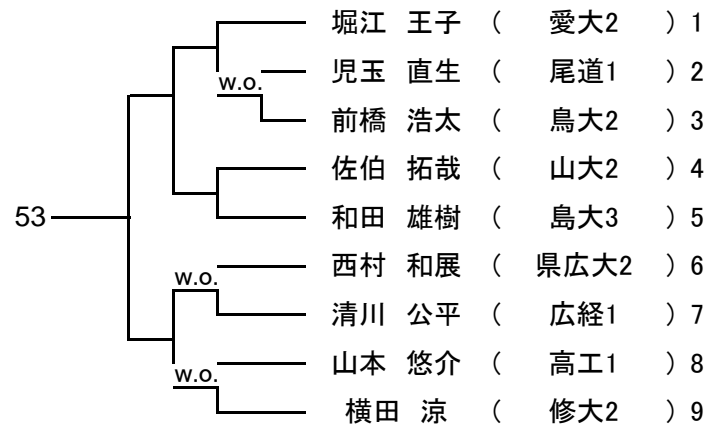 堀江 王子 ( 愛大2 ) 1
児玉 直生 ( 尾道1 ) 2
w.o.
前橋 浩太 ( 鳥大2 ) 3
佐伯 拓哉 ( 山大2 ) 4
53
和田 雄樹 ( 島大3 ) 5
西村 和展 ( 県広大2 ) 6
w.o.
清川 公平 ( 広経1 ) 7
山本 悠介 ( 高工1 ) 8
w.o.
横田 涼 ( 修大2 ) 9